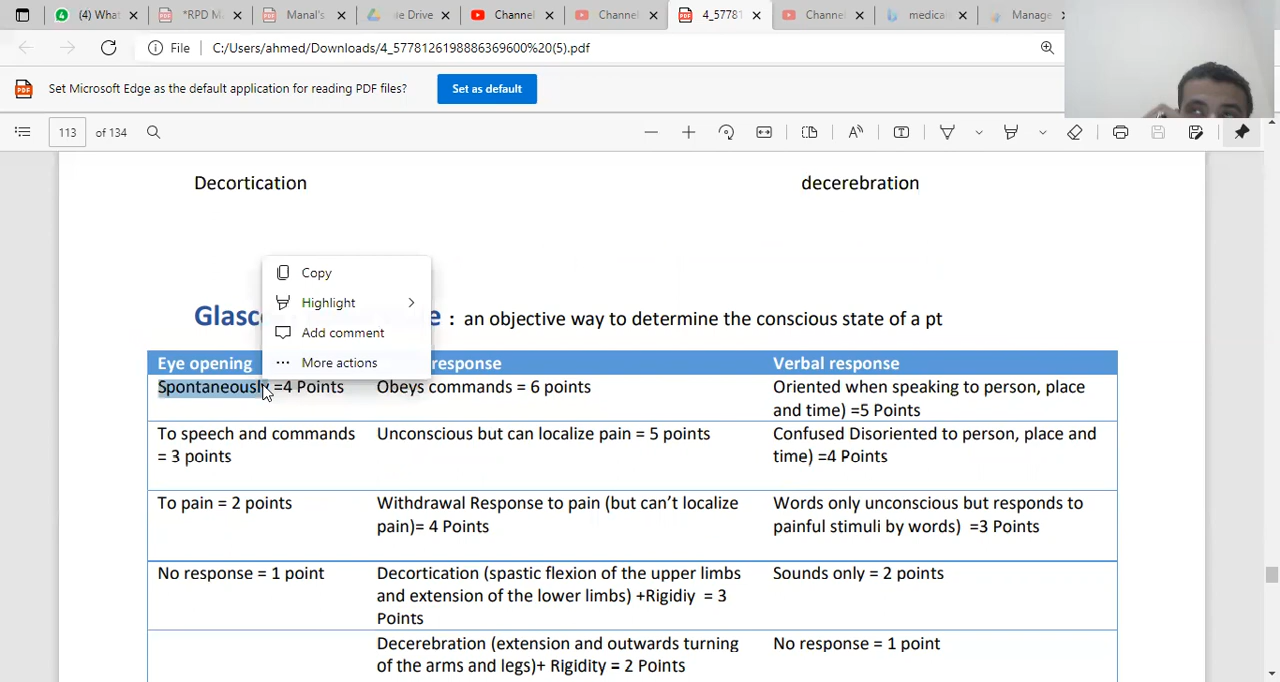 (4) What
*RPD M
Manal's
ue Drive
Channel
Channel
4_57781
Channel
medica
Manage
File C:/Users/ahmed/Downloads/4_5778126198886369600%20(5).pdf
Set Microsoft Edge as the default application for reading PDF files? Set as default
113 of 134
Decortication decerebration
Copy
Highlight
Add comment
More actions
Glasc e : an objective way to determine the conscious state of a pt
Eye opening response Verbal response
Spontaneously =4 Points Obeys commands = 6 points Oriented when speaking to person, place
and time) =5 Points
To speech and commands Unconscious but can localize pain = 5 points Confused Disoriented to person, place and
= 3 points time) =4 Points
To pain = 2 points Withdrawal Response to pain (but can't localize Words only unconscious but responds to
pain)= 4 Points painful stimuli by words) =3 Points
No response = 1 point Decortication (spastic flexion of the upper limbs Sounds only = 2 points
and extension of the lower limbs) +Rigidiy = 3
Points
Decerebration (extension and outwards turning No response = 1 point
of the arms and legs)+ Rigidity = 2 Points